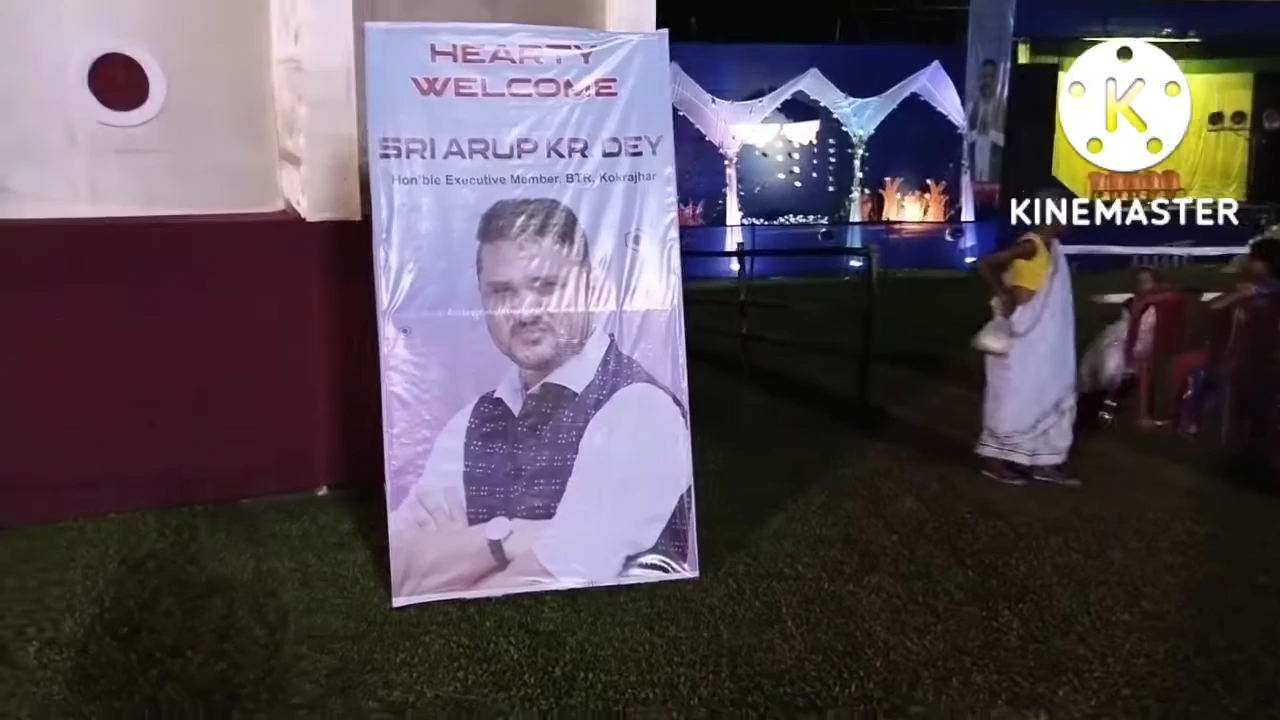 HEARTY
WELCOME
SRI ARUP KR. DEY
Hon'ble Executive Member, BTR, Kokrajhar
K
KINEMASTER